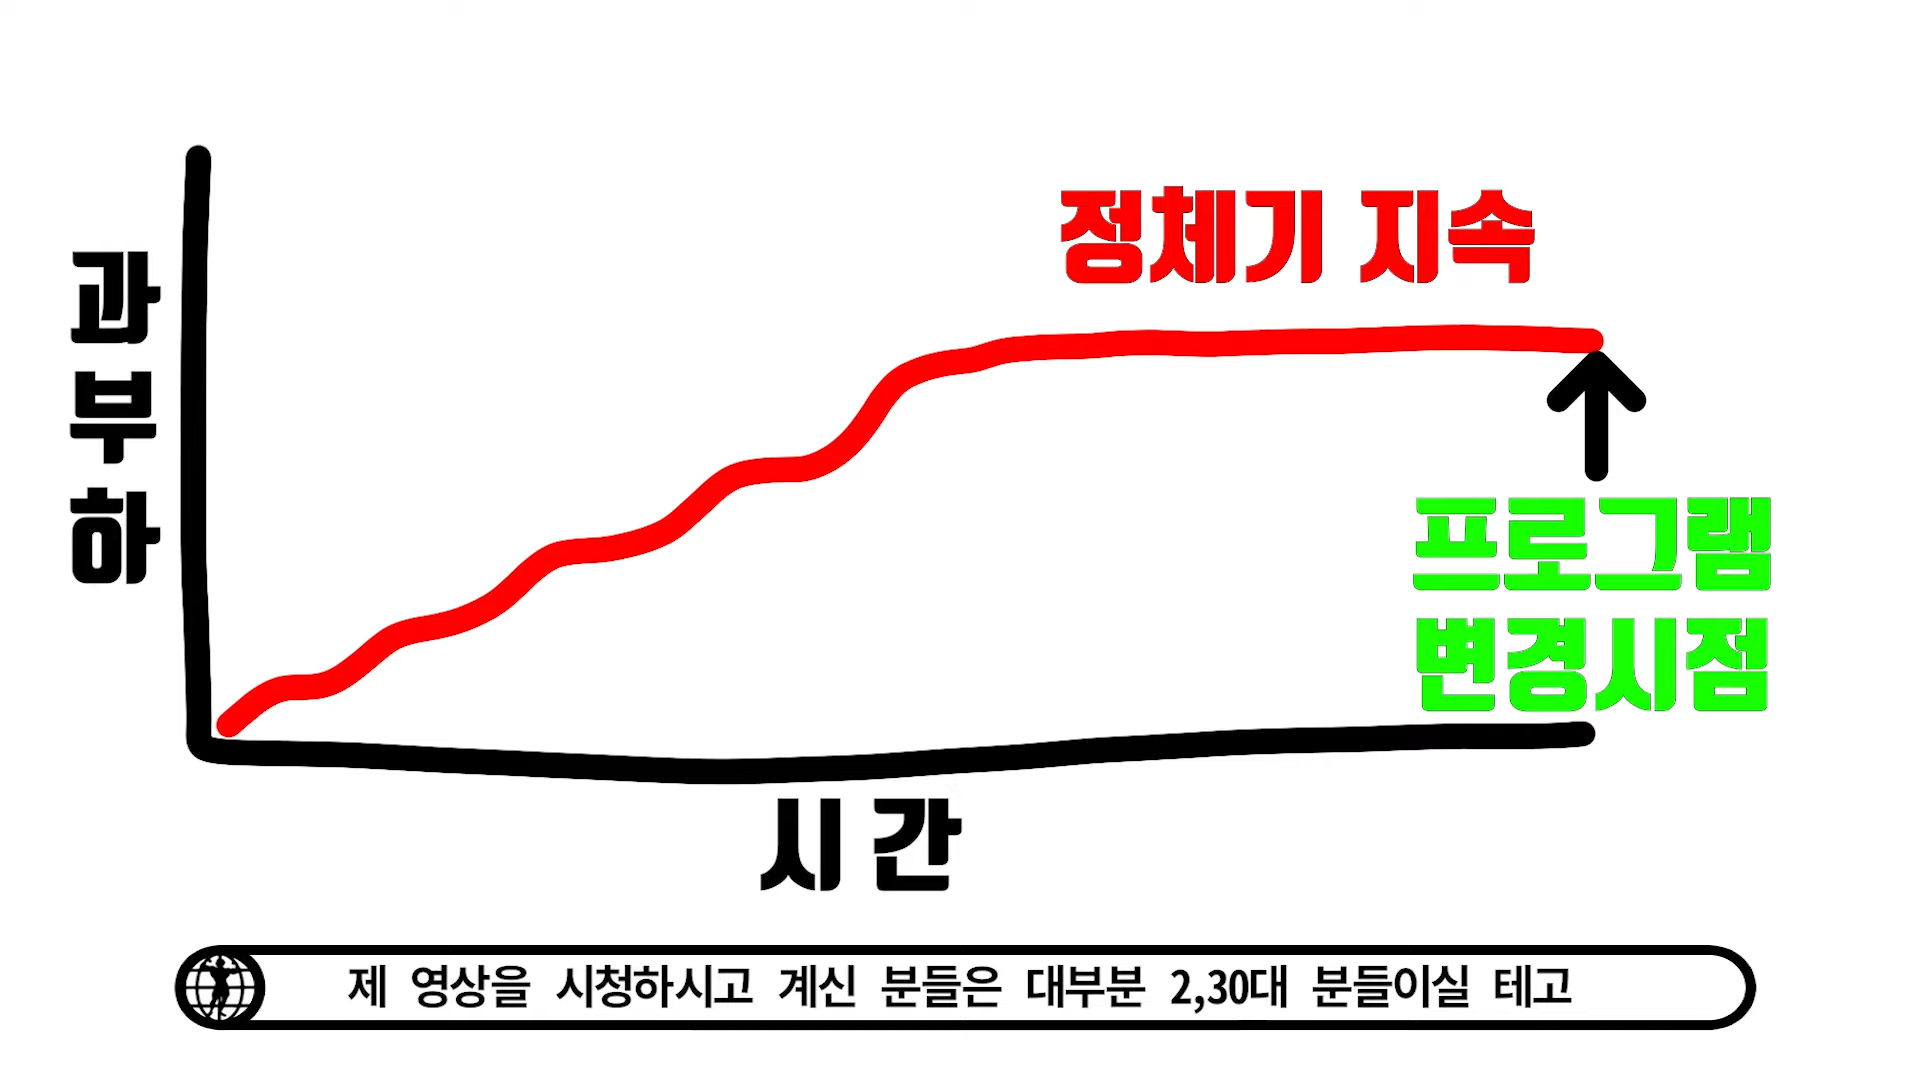 정체기 지속
과부하
프로그램
변경시점
시간
제 영상을 시청하시고 계신 분들은 대부분 2,30대 분들이실 테고